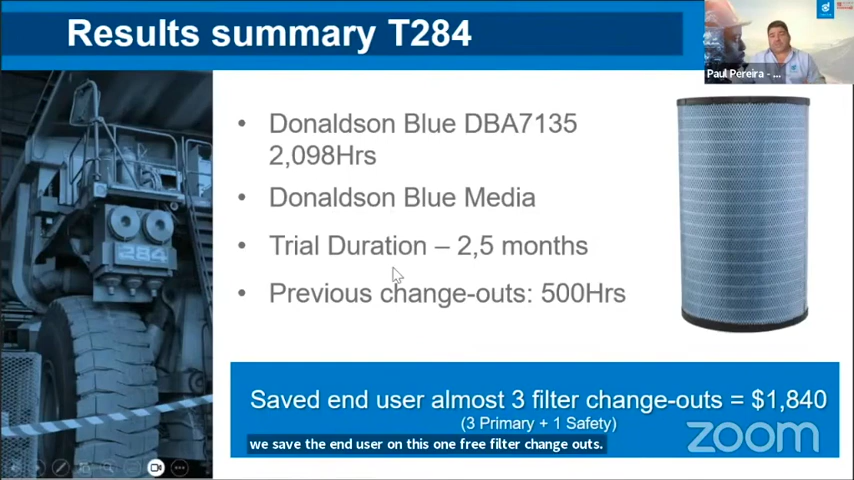 Results summary T284
Paul Pereira - ...
• Donaldson Blue DBA7135
2,098Hrs
• Donaldson Blue Media
• Trial Duration – 2,5 months
• Previous change-outs: 500Hrs
284
Saved end user almost 3 filter change-outs = $1,840
(3 Primary + 1 Safety)
we save the end user on this one free filter change outs.
zoom